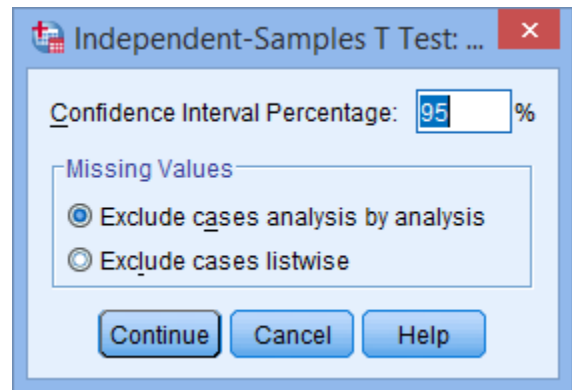 Independent-Samples T Test: ...
Confidence Interval Percentage: 95 %
Missing Values
Exclude cases analysis by analysis
Exclude cases listwise
Continue Cancel Help